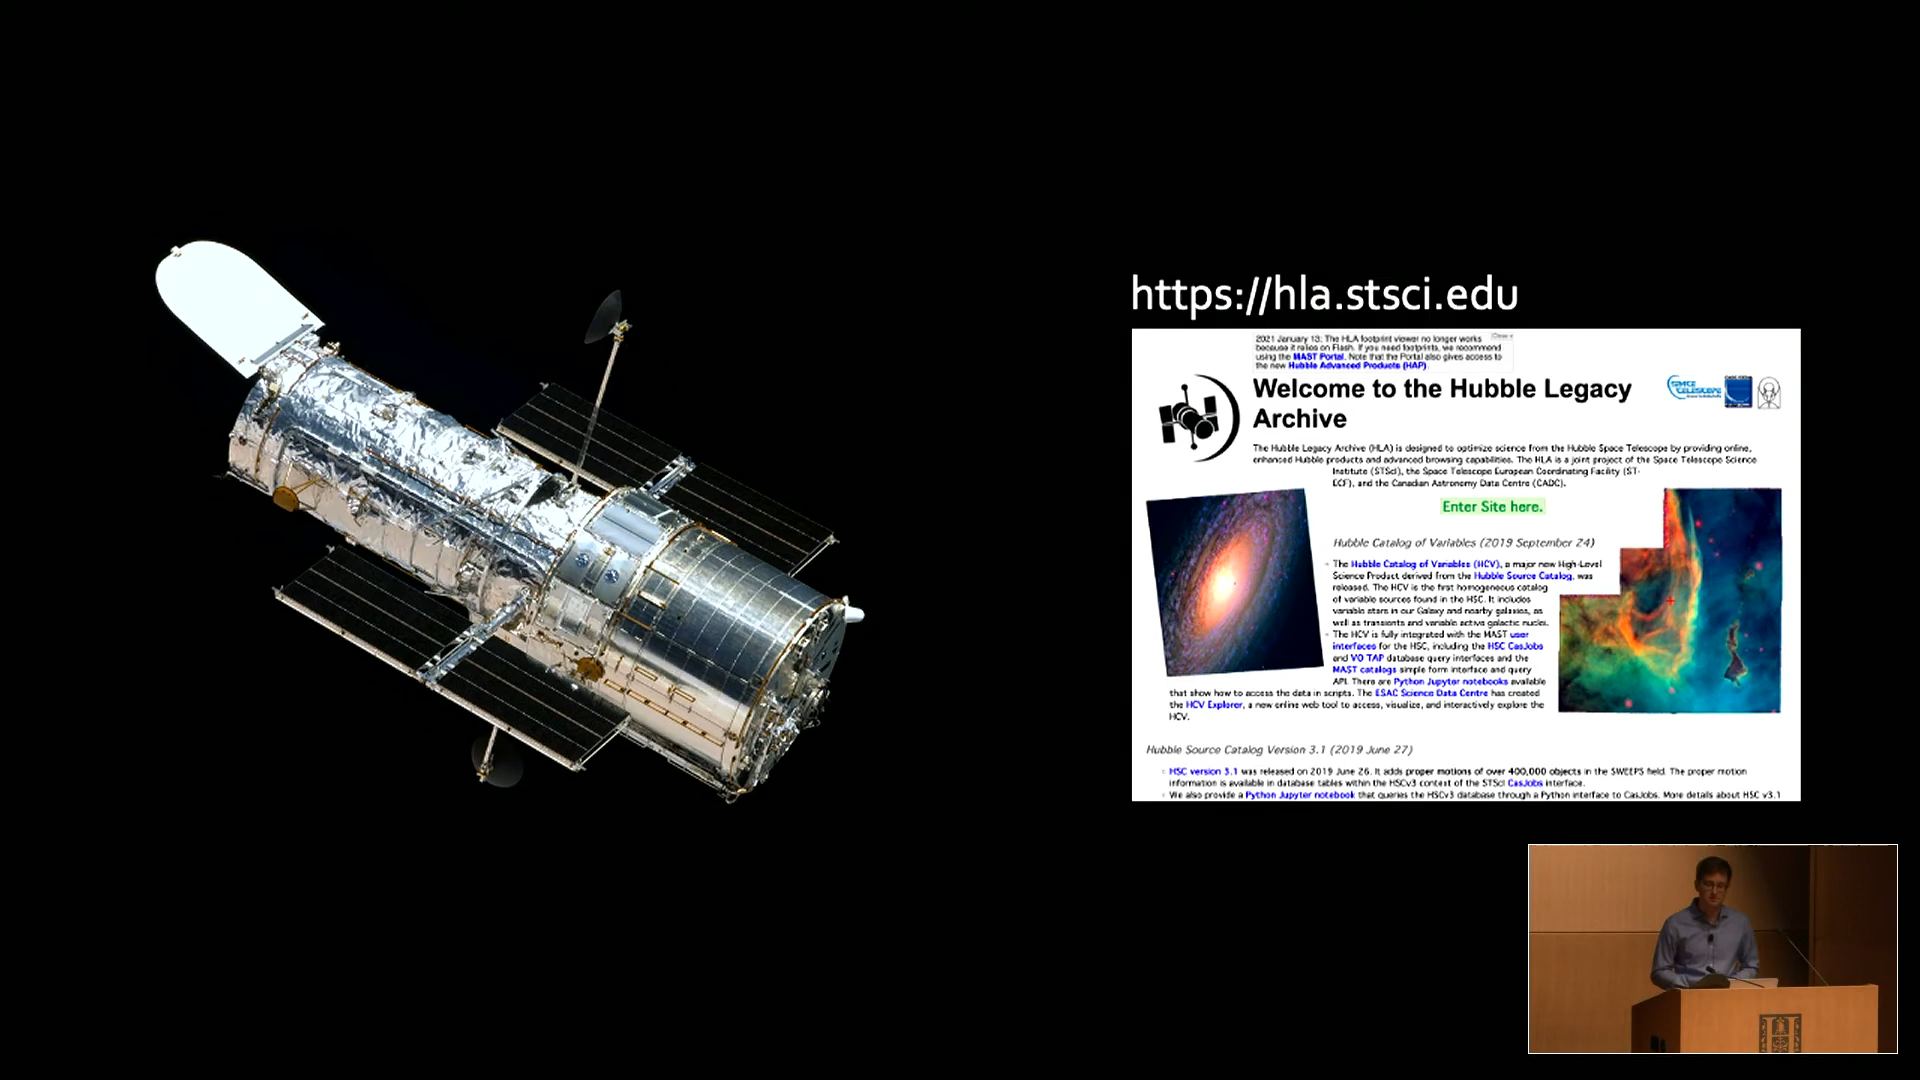 https://hla.stsci.edu
2021 January 13: The HLA footprint viewer no longer works
because it relies on Flash. If you need footprints, we recommend
using the MAST Portal. Note that the Portal also gives access to
the new Hubble Advanced Products (HAP).
Welcome to the Hubble Legacy
Archive
The Hubble Legacy Archive (HLA) is designed to optimize science from the Hubble Space Telescope by providing online,
enhanced Hubble products and advanced browsing capabilities. The HLA is a joint project of the Space Telescope Science
Institute (STScI), the Space Telescope European Coordinating Facility (ST-
ECF), and the Canadian Astronomy Data Centre (CADC).
Enter Site here.
Hubble Catalog of Variables (2019 September 24)
The Hubble Catalog of Variables (HCV), a major new High-Level
Science Product derived from the Hubble Source Catalog, was
released. The HCV is the first homogeneous catalog
of variable sources found in the HSC. It includes
variable stars in our Galaxy and nearby galaxies, as
well as transients and variable active galactic nuclei.
The HCV is fully integrated with the MAST user
interfaces for the HSC, including the HSC CasJobs
and VO TAP database query interfaces and the
MAST catalogs simple form interface and query
API. There are Python Jupyter notebooks available
that show how to access the data in scripts. The ESAC Science Data Centre has created
the HCV Explorer, a new online web tool to access, visualize, and interactively explore the
HCV.
Hubble Source Catalog Version 3.1 (2019 June 27)
HSC version 3.1 was released on 2019 June 26. It adds proper motions of over 400,000 objects in the SWEEPS field. The proper motion
information is available in database tables within the HSCv3 context of the STScI CasJobs interface.
We also provide a Python Jupyter notebook that queries the HSCv3 database through a Python interface to CasJobs. More details about HSC v3.1